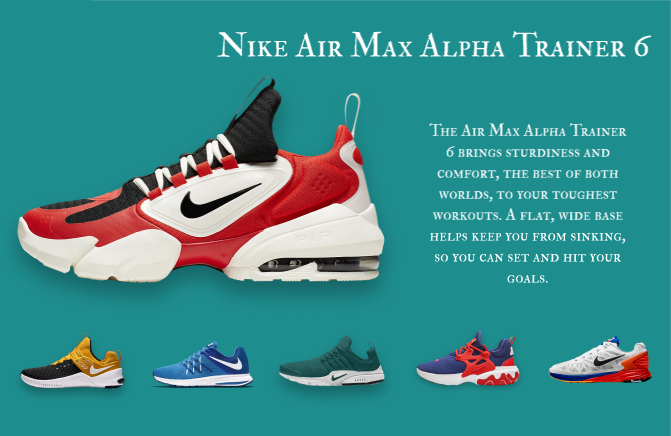 Nike Air Max Alpha Trainer 6
The Air Max Alpha Trainer
6 brings sturdiness and
comfort, the best of both
worlds, to your toughest
workouts. A flat, wide base
helps keep you from sinking,
so you can set and hit your
goals.